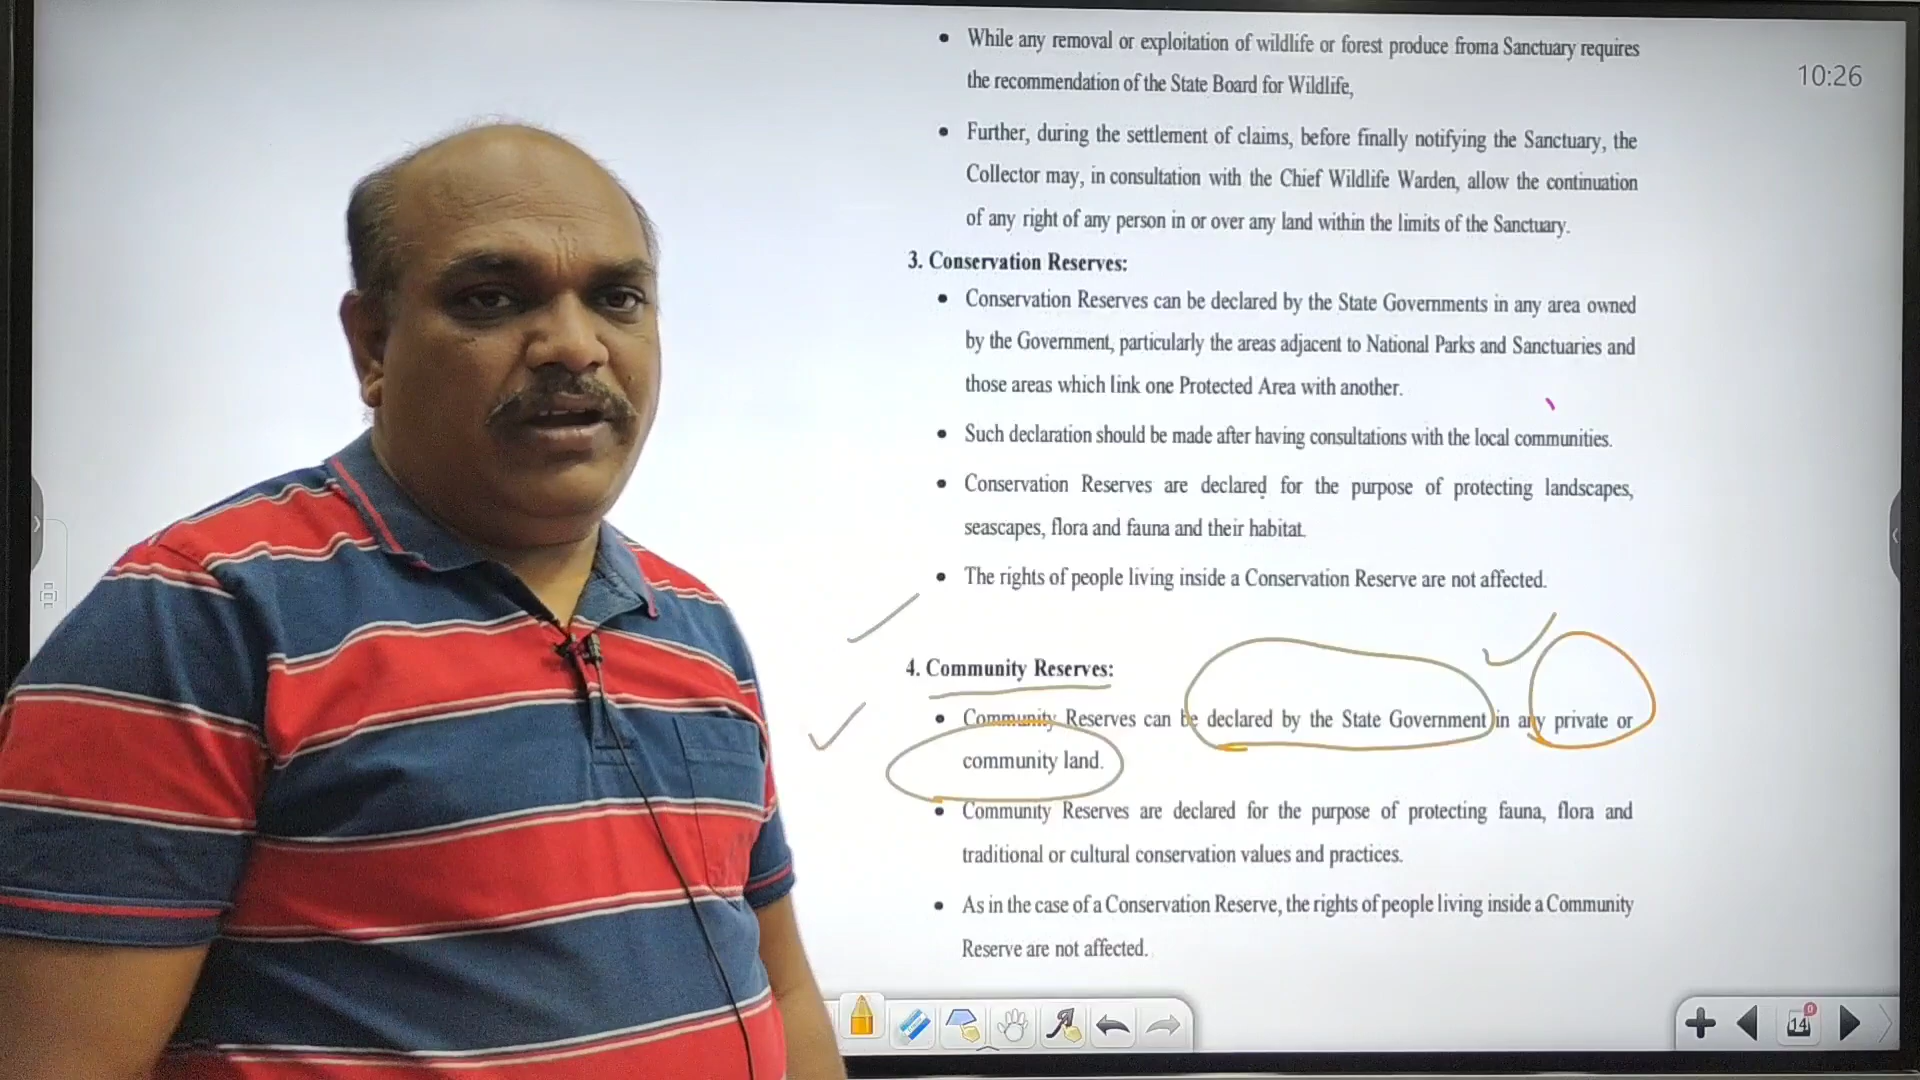 • While any removal or exploitation of wildlife or forest produce froma Sanctuary requires
the recommendation of the State Board for Wildlife,
10:26
• Further, during the settlement of claims, before finally notifying the Sanctuary, the
Collector may, in consultation with the Chief Wildlife Warden, allow the continuation
of any right of any person in or over any land within the limits of the Sanctuary.
3. Conservation Reserves:
• Conservation Reserves can be declared by the State Governments in any area owned
by the Government, particularly the areas adjacent to National Parks and Sanctuaries and
those areas which link one Protected Area with another.
• Such declaration should be made after having consultations with the local communities.
• Conservation Reserves are declared for the purpose of protecting landscapes,
seascapes, flora and fauna and their habitat.
• The rights of people living inside a Conservation Reserve are not affected.
4. Community Reserves:
• Community Reserves can be declared by the State Government in any private or
community land.
• Community Reserves are declared for the purpose of protecting fauna, flora and
traditional or cultural conservation values and practices.
• As in the case of a Conservation Reserve, the rights of people living inside a Community
Reserve are not affected.
14
0